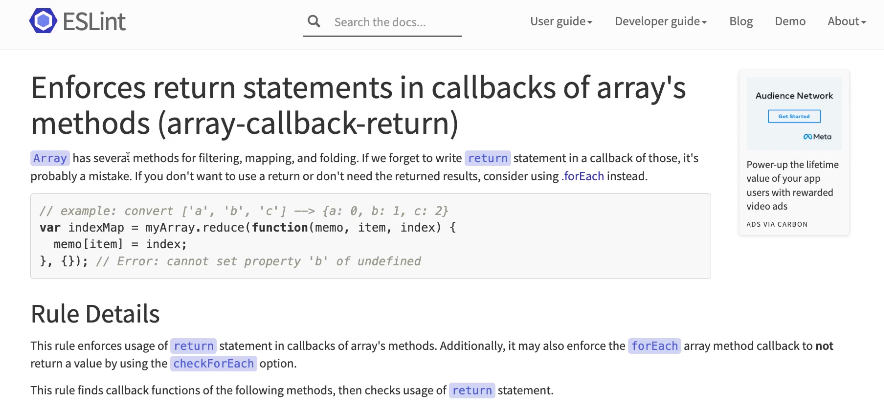 ESLint
Search the docs...
User guide
Developer guide
Blog
Demo
About
Enforces return statements in callbacks of array's
methods (array-callback-return)
Array has several methods for filtering, mapping, and folding. If we forget to write return statement in a callback of those, it's
probably a mistake. If you don't want to use a return or don't need the returned results, consider using .forEach instead.
// example: convert ['a', 'b', 'c'] --> {a: 0, b: 1, c: 2}
var indexMap = myArray.reduce(function(memo, item, index) {
  memo[item] = index;
}, {}); // Error: cannot set property 'b' of undefined
Audience Network
Get Started
Meta
Power-up the lifetime
value of your app
users with rewarded
video ads
ADS VIA CARBON
Rule Details
This rule enforces usage of return statement in callbacks of array's methods. Additionally, it may also enforce the forEach array method callback to not
return a value by using the checkForEach option.
This rule finds callback functions of the following methods, then checks usage of return statement.